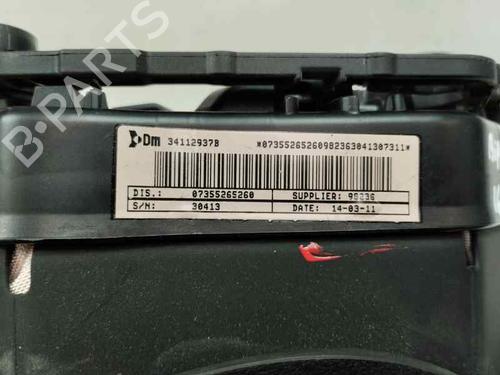 Dm 34112937B *07355265260982363041307311*
DIS.: 07355265260 SUPPLIER: 98236
S/N: 30413 DATE: 14-03-11
B-Parts